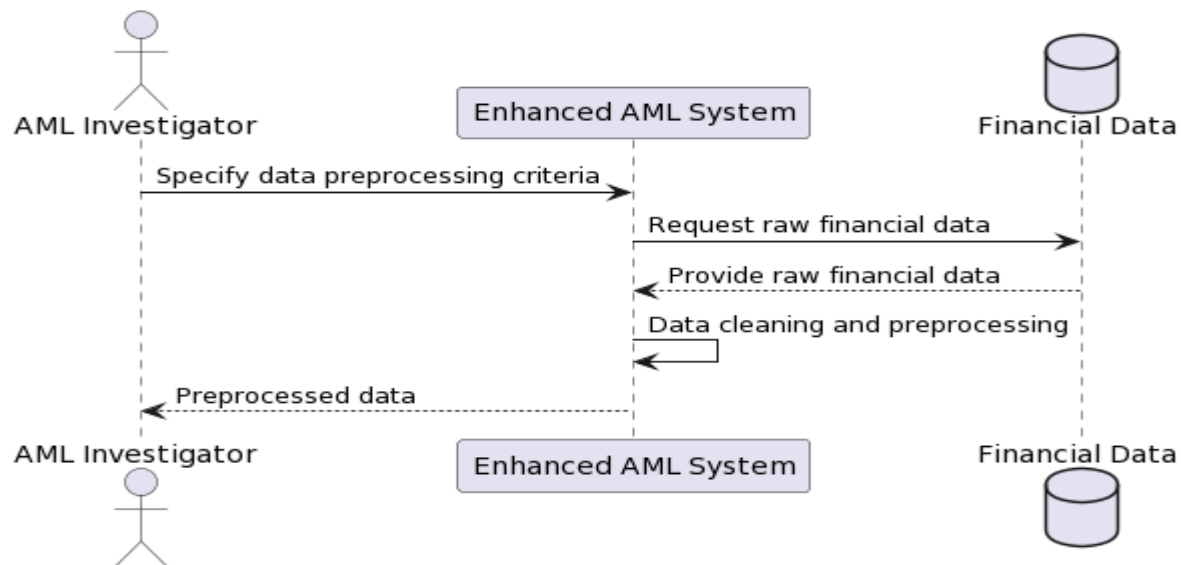 AML Investigator
Enhanced AML System
Financial Data
Specify data preprocessing criteria
Request raw financial data
Provide raw financial data
Data cleaning and preprocessing
Preprocessed data
AML Investigator
Enhanced AML System
Financial Data